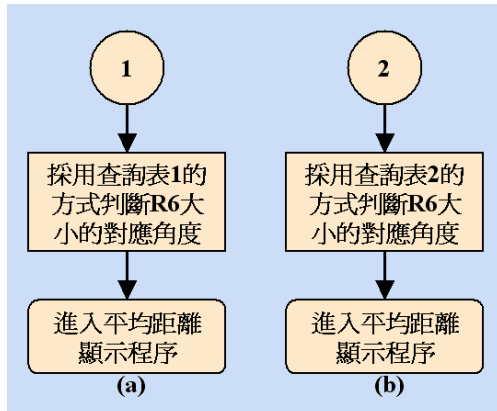 1
採用查詢表1的
方式判斷R6大
小的對應角度
進入平均距離
顯示程序
(a)
2
採用查詢表2的
方式判斷R6大
小的對應角度
進入平均距離
顯示程序
(b)